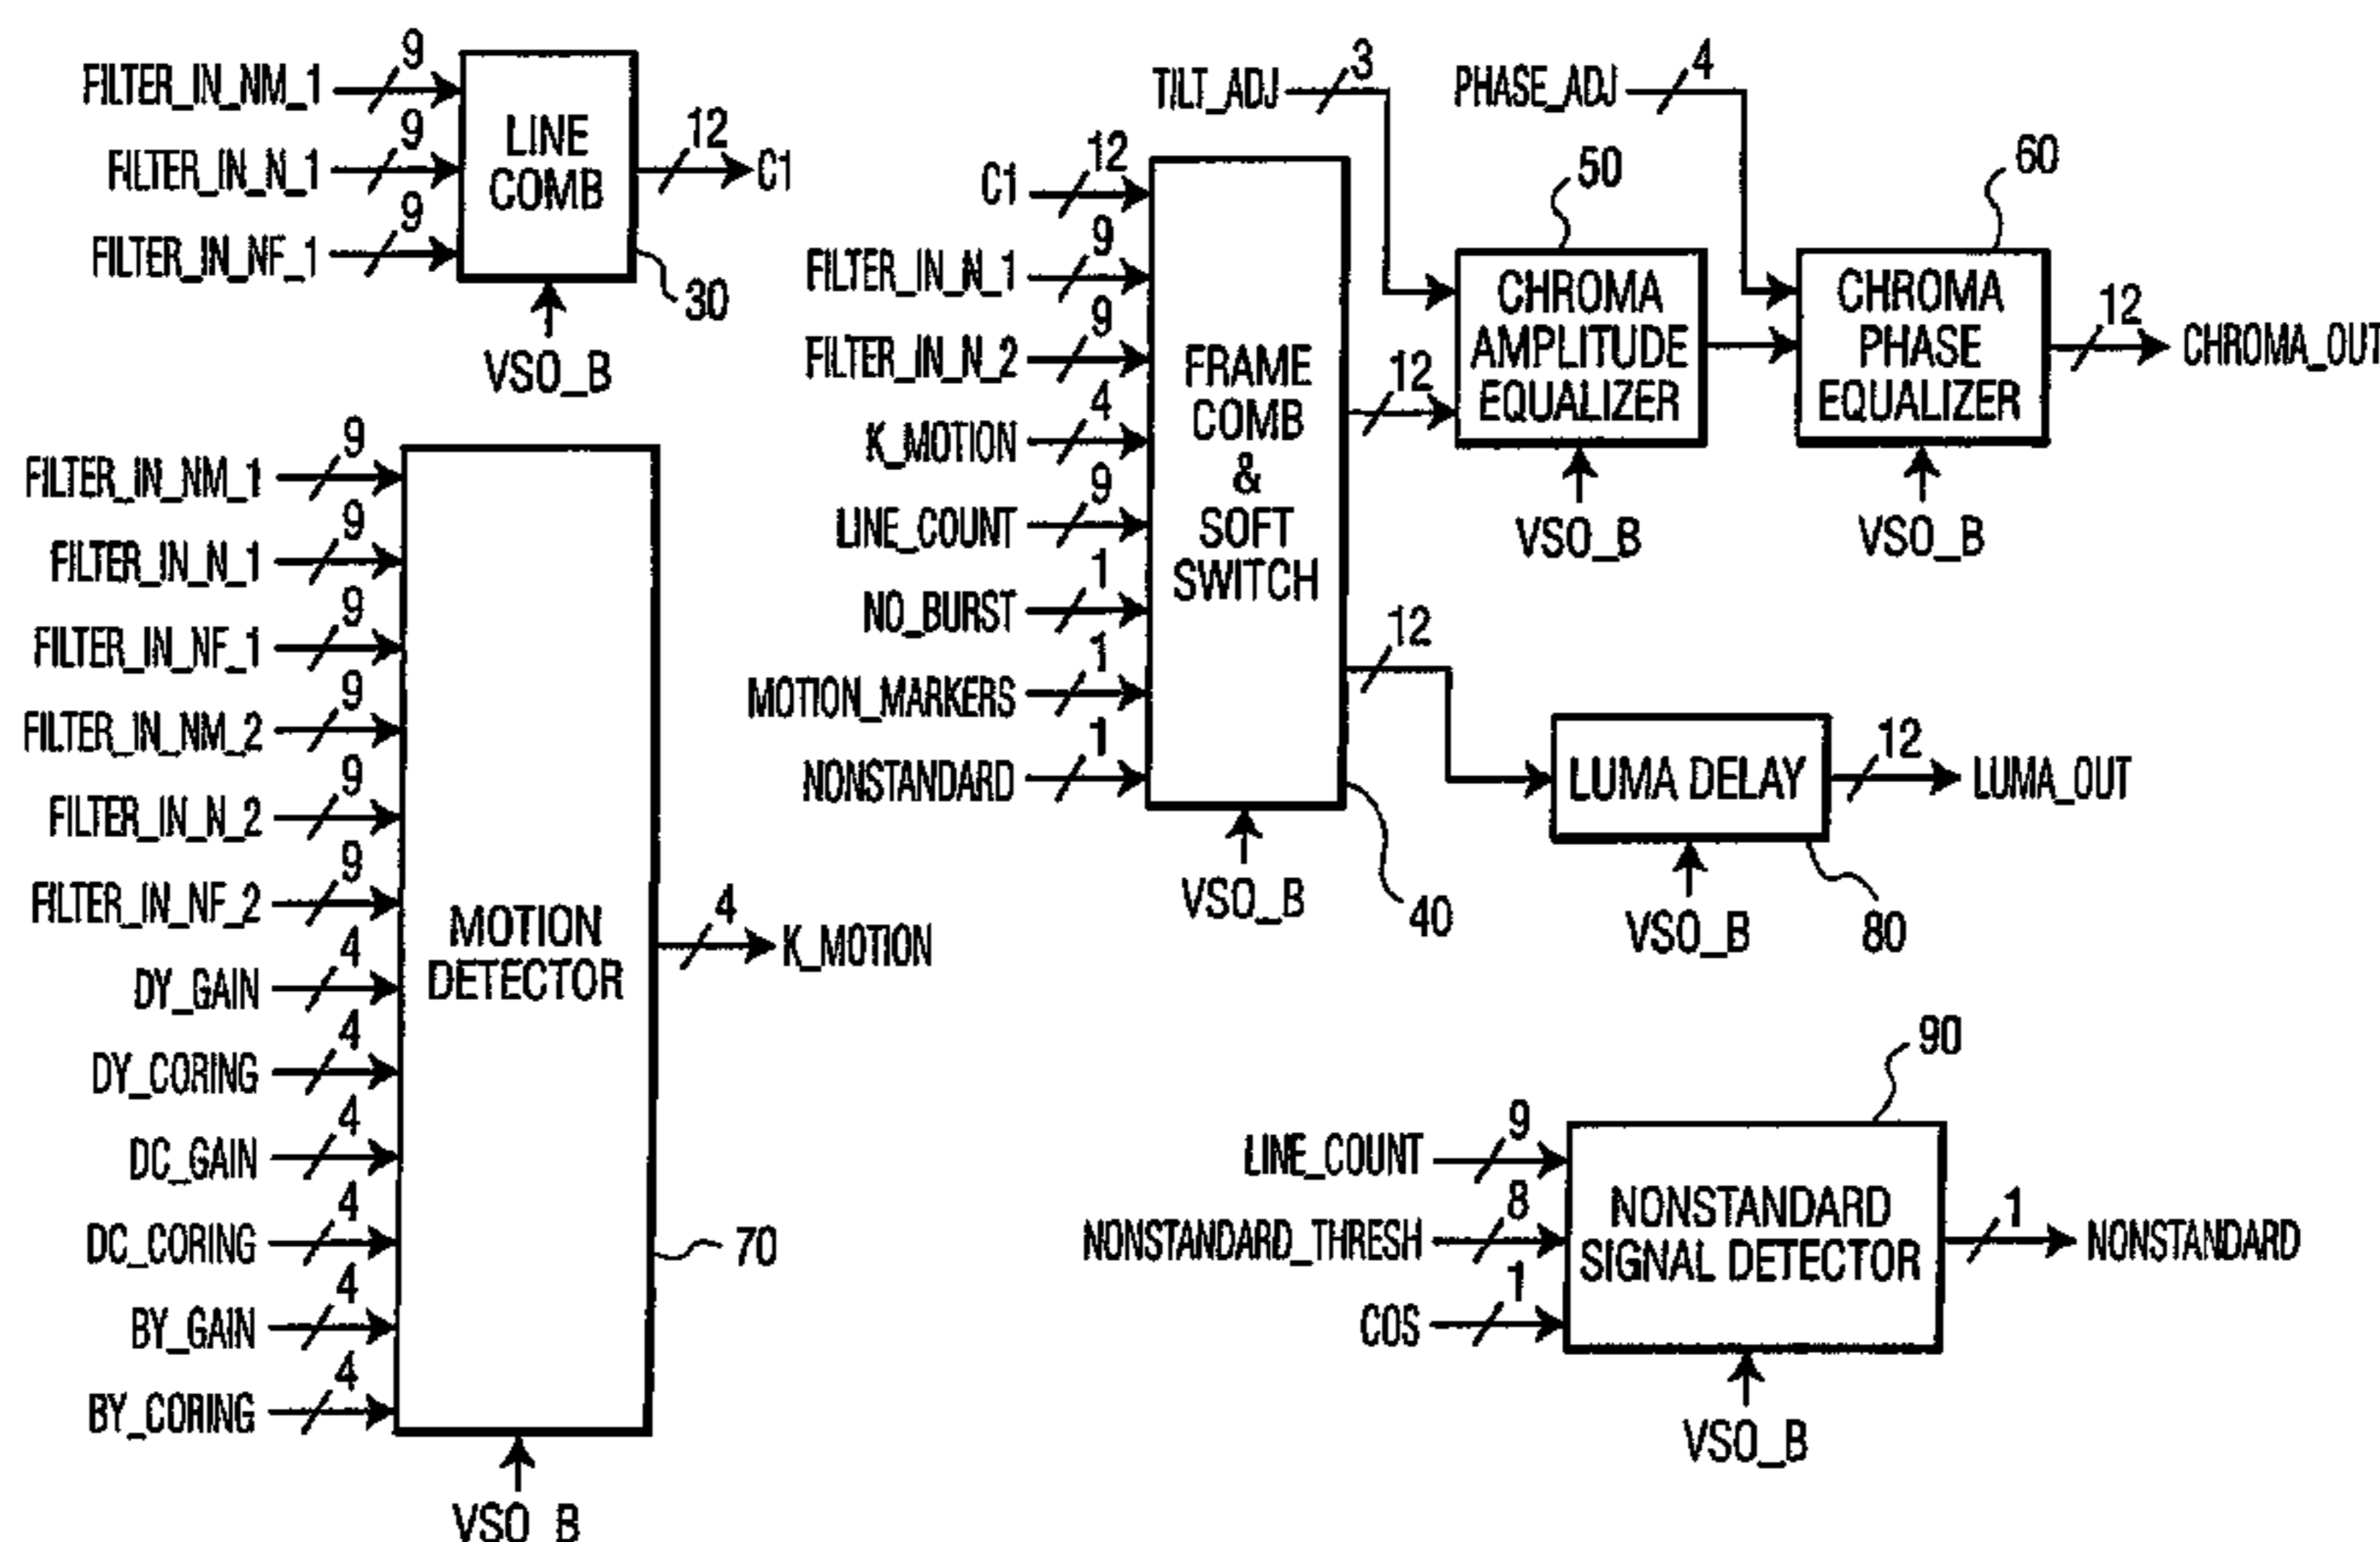 FILTER_IN_NM_1 9
FILTER_IN_N_1 9
FILTER_IN_NF_1 9
LINE
COMB
12 C1
30
VSO_B
FILTER_IN_NM_1 9
FILTER_IN_N_1 9
FILTER_IN_NF_1 9
FILTER_IN_NM_2 9
FILTER_IN_N_2 9
FILTER_IN_NF_2 9
DY_GAIN 4
DY_CORING 4
DC_GAIN 4
DC_CORING 4
BY_GAIN 4
BY_CORING 4
MOTION
DETECTOR
4 K_MOTION
70
VSO_B
C1 12
FILTER_IN_N_1 9
FILTER_IN_N_2 9
K_MOTION 4
LINE_COUNT 9
NO_BURST 1
MOTION_MARKERS 1
NONSTANDARD 1
FRAME
COMB
&
SOFT
SWITCH
40
VSO_B
12
12
TILT_ADJ 3
50
CHROMA
AMPLITUDE
EQUALIZER
VSO_B
PHASE_ADJ 4
60
CHROMA
PHASE
EQUALIZER
VSO_B
12 CHROMA_OUT
LUMA DELAY
12 LUMA_OUT
80
VSO_B
90
LINE_COUNT 9
NONSTANDARD_THRESH 8
COS 1
NONSTANDARD
SIGNAL DETECTOR
1 NONSTANDARD
VSO_B